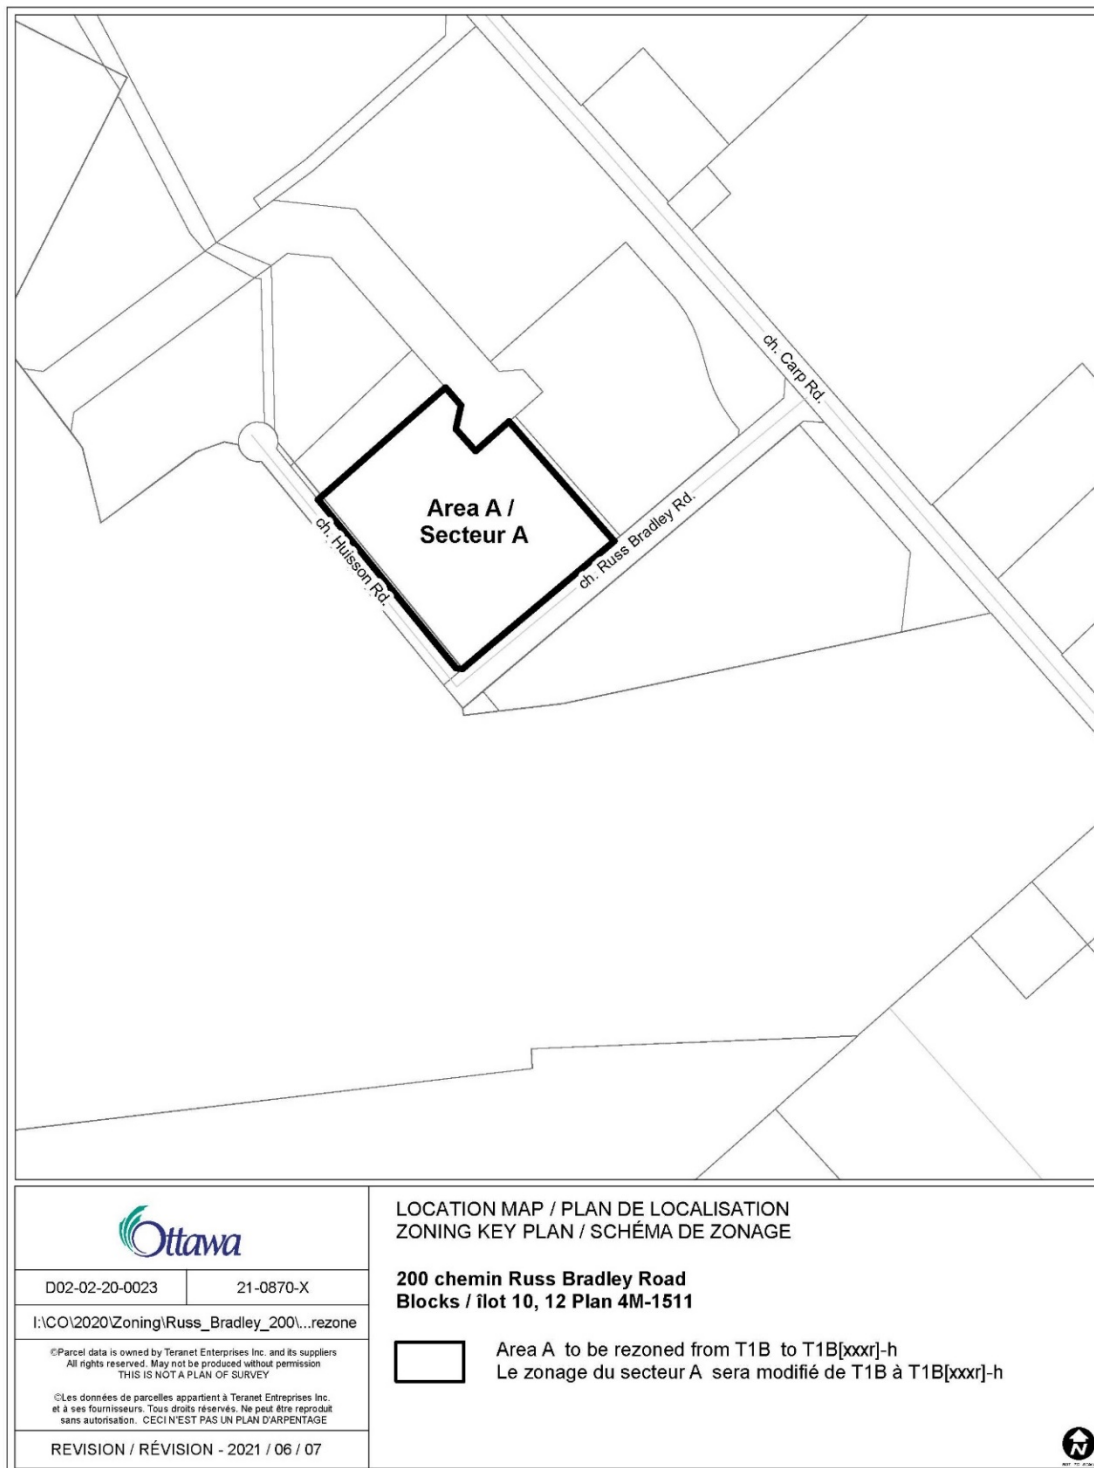 ch. Carp Rd.
Area A /
Secteur A
ch. Huisson Rd.
ch. Russ Bradley Rd.
Ottawa
D02-02-20-0023
21-0870-X
I:\CO\2020\Zoning\Russ_Bradley_200\...rezone
©Parcel data is owned by Teranet Enterprises Inc. and its suppliers
All rights reserved. May not be produced without permission
THIS IS NOT A PLAN OF SURVEY
©Les données de parcelles appartient à Teranet Entreprises Inc.
et à ses fournisseurs. Tous droits réservés. Ne peut être reproduit
sans autorisation. CECI N'EST PAS UN PLAN D'ARPENTAGE
REVISION / RÉVISION - 2021 / 06 / 07
LOCATION MAP / PLAN DE LOCALISATION
ZONING KEY PLAN / SCHÉMA DE ZONAGE
200 chemin Russ Bradley Road
Blocks / îlot 10, 12 Plan 4M-1511
Area A to be rezoned from T1B to T1B[xxxr]-h
Le zonage du secteur A sera modifié de T1B à T1B[xxxr]-h
N
NOT TO SCALE